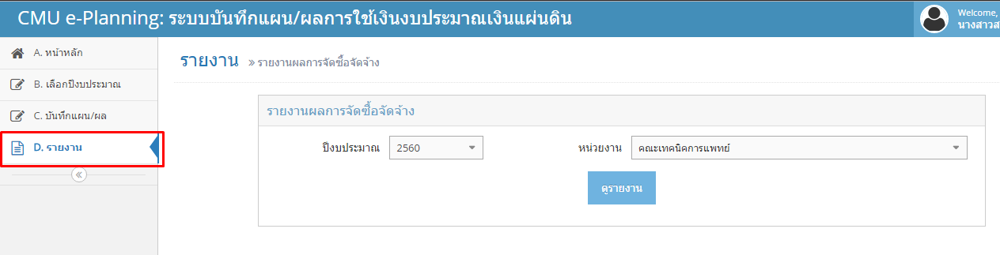 CMU e-Planning: ระบบบันทึกแผน/ผลการใช้เงินงบประมาณเงินแผ่นดิน
Welcome,
นางสาวส
A. หน้าหลัก
B. เลือกปีงบประมาณ
C. บันทึกแผน/ผล
D. รายงาน
รายงาน » รายงานผลการจัดซื้อจัดจ้าง
รายงานผลการจัดซื้อจัดจ้าง
ปีงบประมาณ 2560 หน่วยงาน คณะเทคนิคการแพทย์
ดูรายงาน